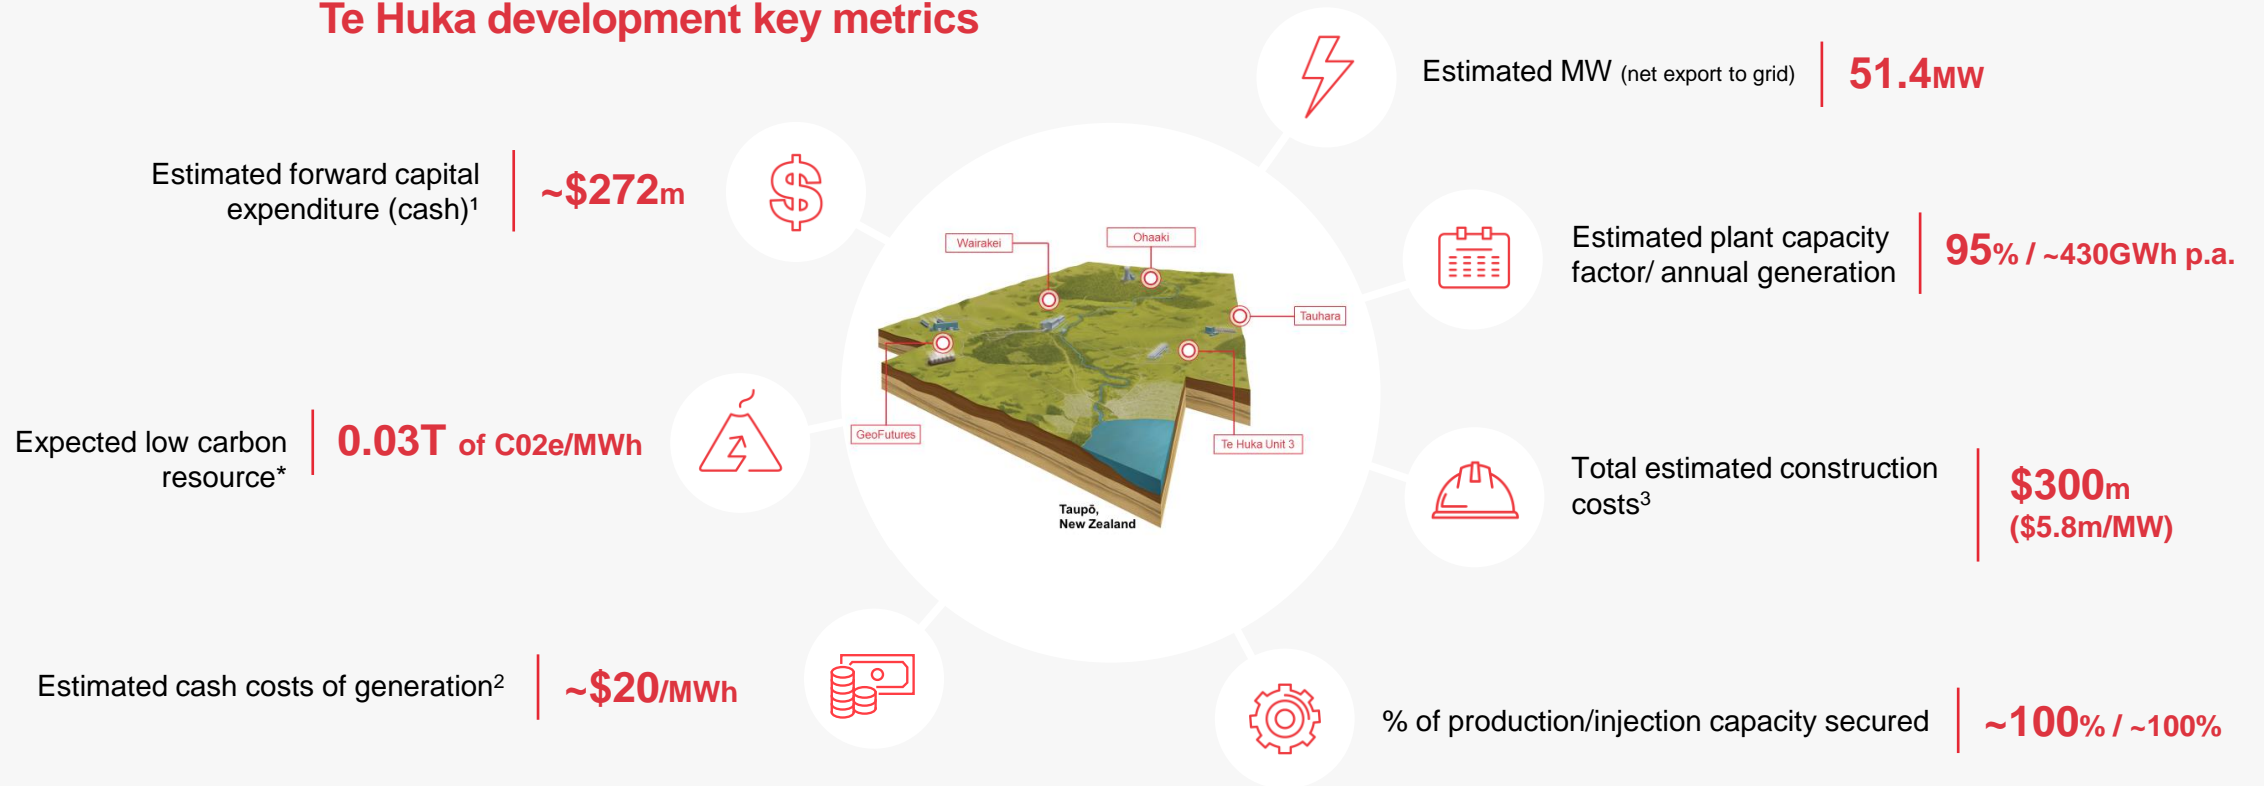 Te Huka development key metrics
Estimated MW (net export to grid)
51.4MW
Estimated forward capital
expenditure (cash)¹
~$272m
Estimated plant capacity
factor/ annual generation
95% / ~430GWh p.a.
Wairakei
Ohaaki
Tauhara
GeoFutures
Te Huka Unit 3
Taupō,
New Zealand
Expected low carbon
resource*
0.03T of C02e/MWh
Total estimated construction
costs³
$300m
($5.8m/MW)
Estimated cash costs of generation²
~$20/MWh
% of production/injection capacity secured
~100% / ~100%